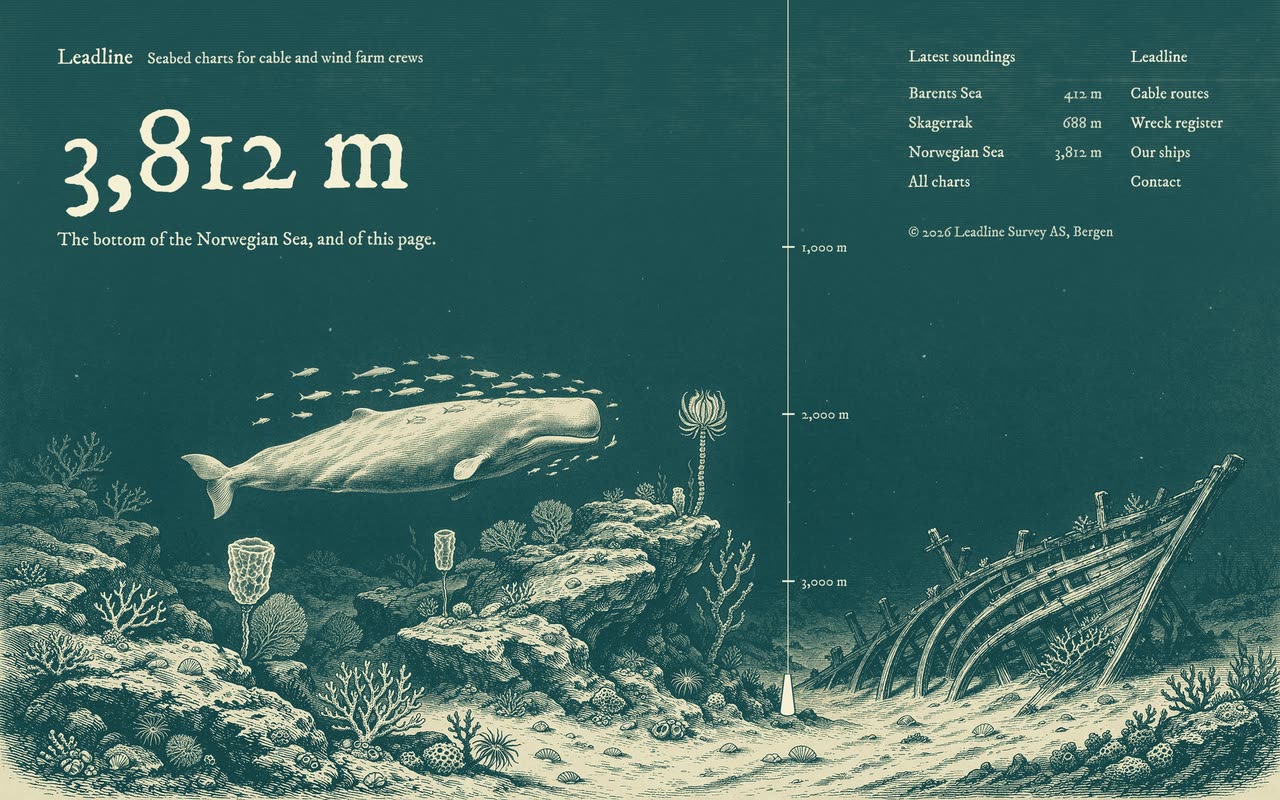 Leadline Seabed charts for cable and wind farm crews
3,812 m
The bottom of the Norwegian Sea, and of this page.
Latest soundings
Barents Sea 412 m
Skagerrak 688 m
Norwegian Sea 3,812 m
All charts
Leadline
Cable routes
Wreck register
Our ships
Contact
© 2026 Leadline Survey AS, Bergen
1,000 m
2,000 m
3,000 m